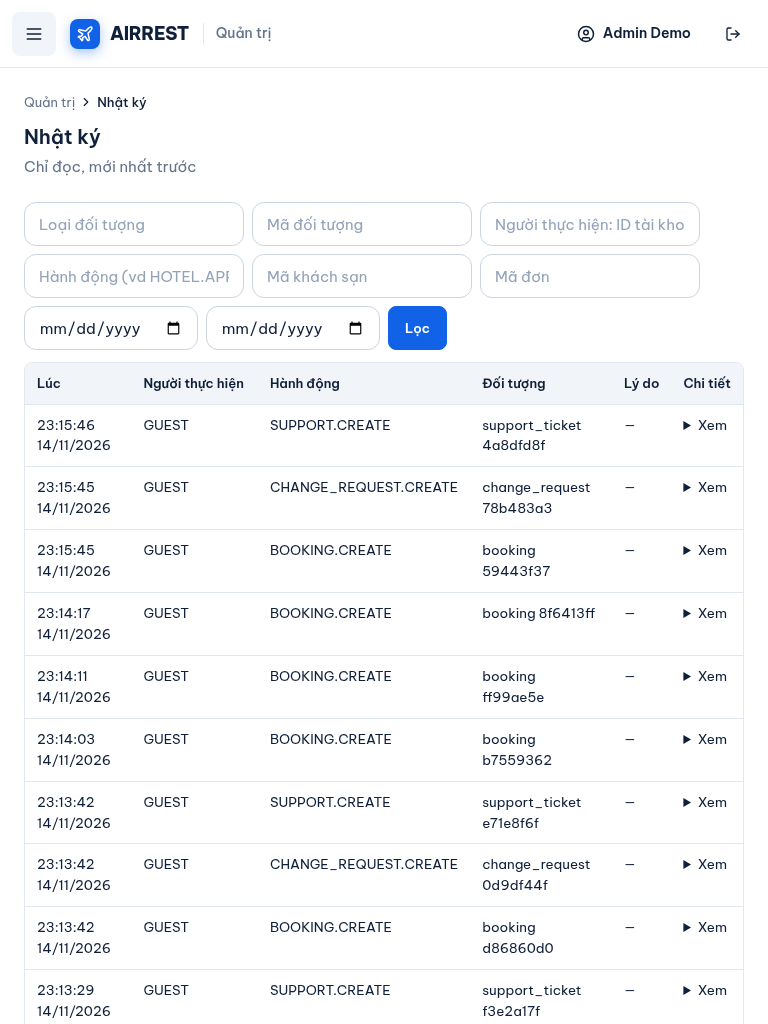 AIRREST
Quản trị
Admin Demo
Quản trị > Nhật ký
Nhật ký
Chỉ đọc, mới nhất trước
Loại đối tượng
Mã đối tượng
Người thực hiện: ID tài kho
Hành động (vd HOTEL.APP
Mã khách sạn
Mã đơn
mm/dd/yyyy
mm/dd/yyyy
Lọc
Lúc Người thực hiện Hành động Đối tượng Lý do Chi tiết
23:15:46 GUEST SUPPORT.CREATE support_ticket — ▶ Xem
14/11/2026 4a8dfd8f
23:15:45 GUEST CHANGE_REQUEST.CREATE change_request — ▶ Xem
14/11/2026 78b483a3
23:15:45 GUEST BOOKING.CREATE booking — ▶ Xem
14/11/2026 59443f37
23:14:17 GUEST BOOKING.CREATE booking 8f6413ff — ▶ Xem
14/11/2026
23:14:11 GUEST BOOKING.CREATE booking — ▶ Xem
14/11/2026 ff99ae5e
23:14:03 GUEST BOOKING.CREATE booking — ▶ Xem
14/11/2026 b7559362
23:13:42 GUEST SUPPORT.CREATE support_ticket — ▶ Xem
14/11/2026 e71e8f6f
23:13:42 GUEST CHANGE_REQUEST.CREATE change_request — ▶ Xem
14/11/2026 0d9df44f
23:13:42 GUEST BOOKING.CREATE booking — ▶ Xem
14/11/2026 d86860d0
23:13:29 GUEST SUPPORT.CREATE support_ticket — ▶ Xem
14/11/2026 f3e2a17f